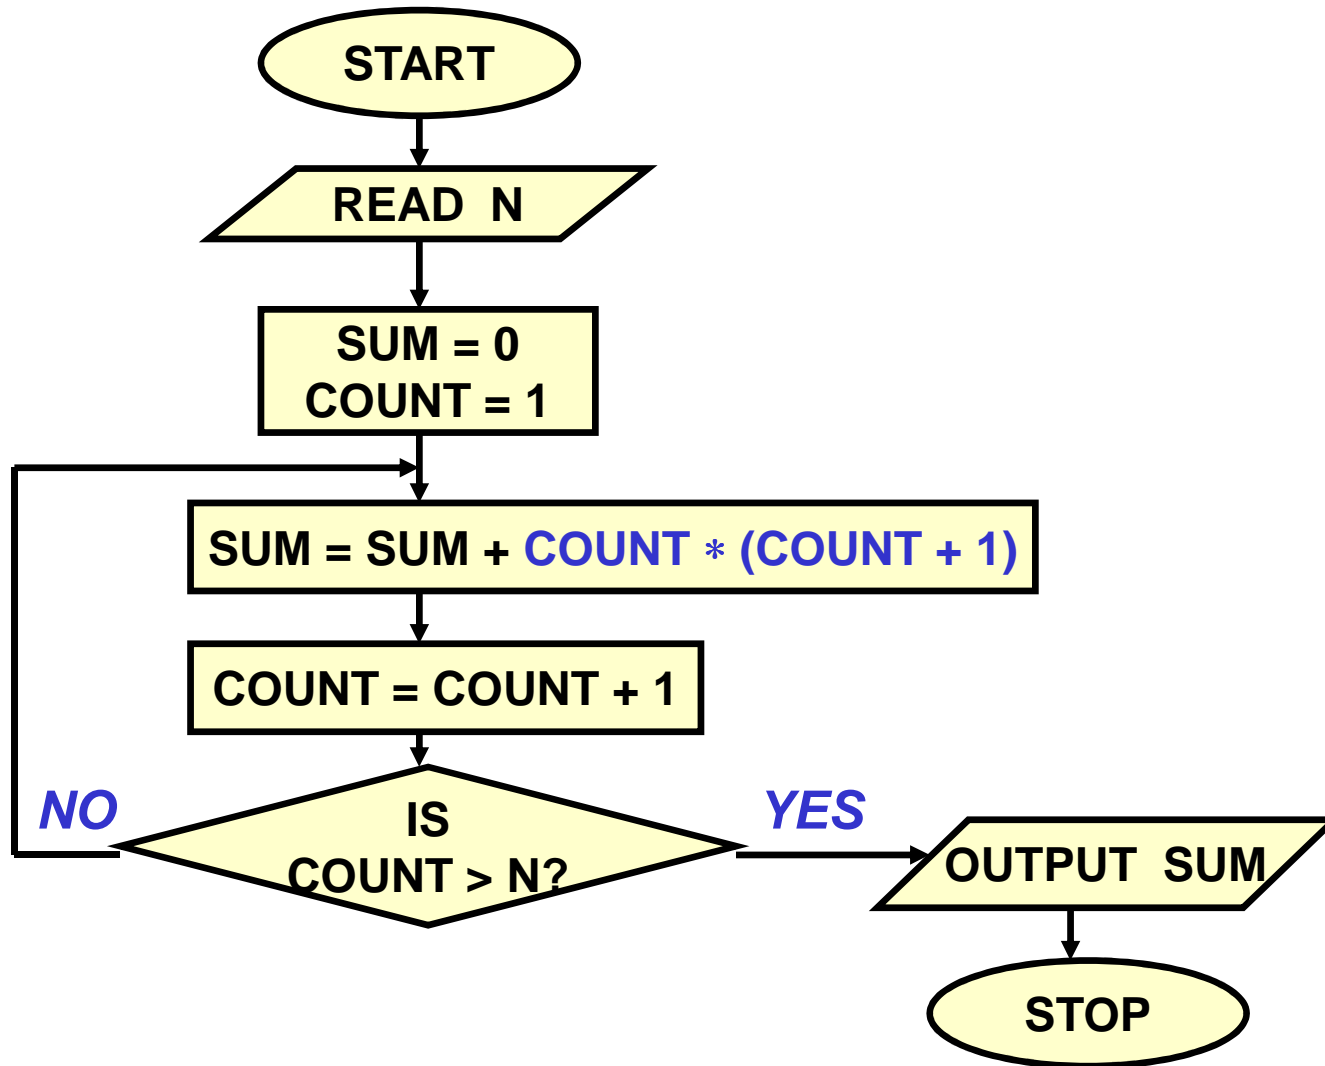 START
READ N
SUM = 0
COUNT = 1
SUM = SUM + COUNT * (COUNT + 1)
COUNT = COUNT + 1
NO
IS
COUNT > N?
YES
OUTPUT SUM
STOP